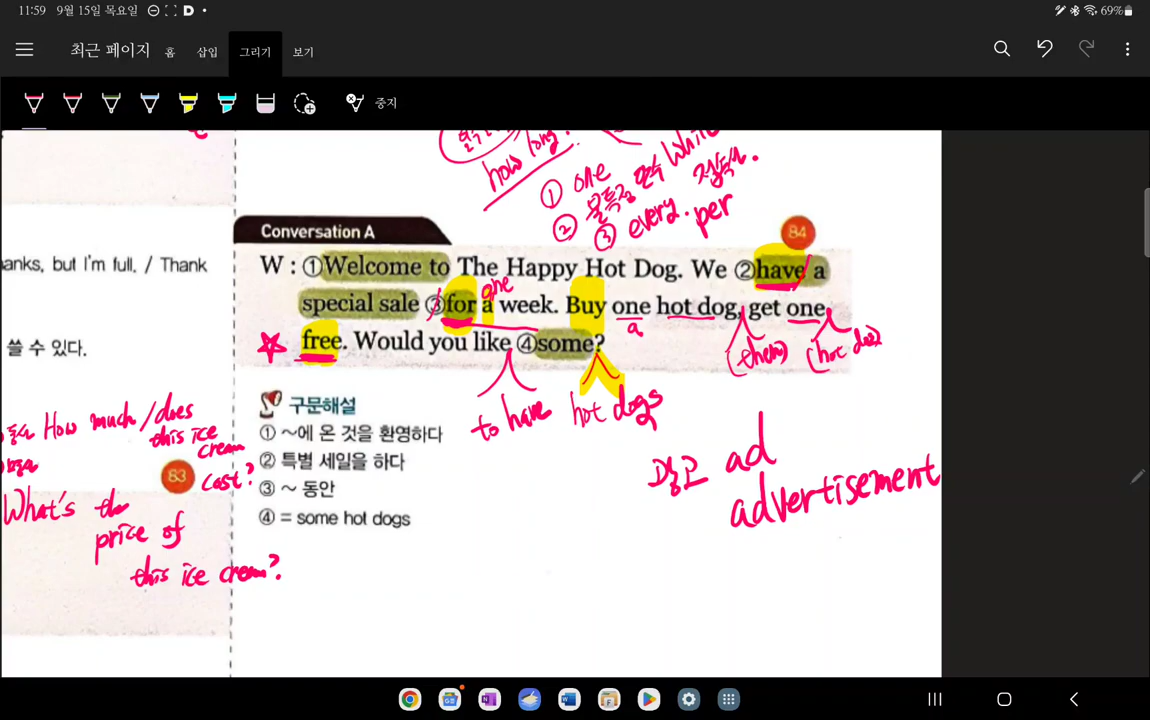 11:59 9월 15일 목요일 D 69%
최근 페이지 홈 삽입 그리기 보기
중지
how long?
① one
② 불특정
③ every. per
Conversation A
84
anks, but I'm full. / Thank
W : ①Welcome to The Happy Hot Dog. We ②have a
one
special sale ③for a week. Buy one hot dog, get one
a
free. Would you like ④some?
(then) (hot dog)
to have hot dogs
쓸 수 있다.
구문해설
① ~에 온 것을 환영하다
② 특별 세일을 하다
③ ~ 동안
④ = some hot dogs
How much / does
this ice
cream
cost?
83
What's the
price of
this ice cream?
광고 ad
advertisement